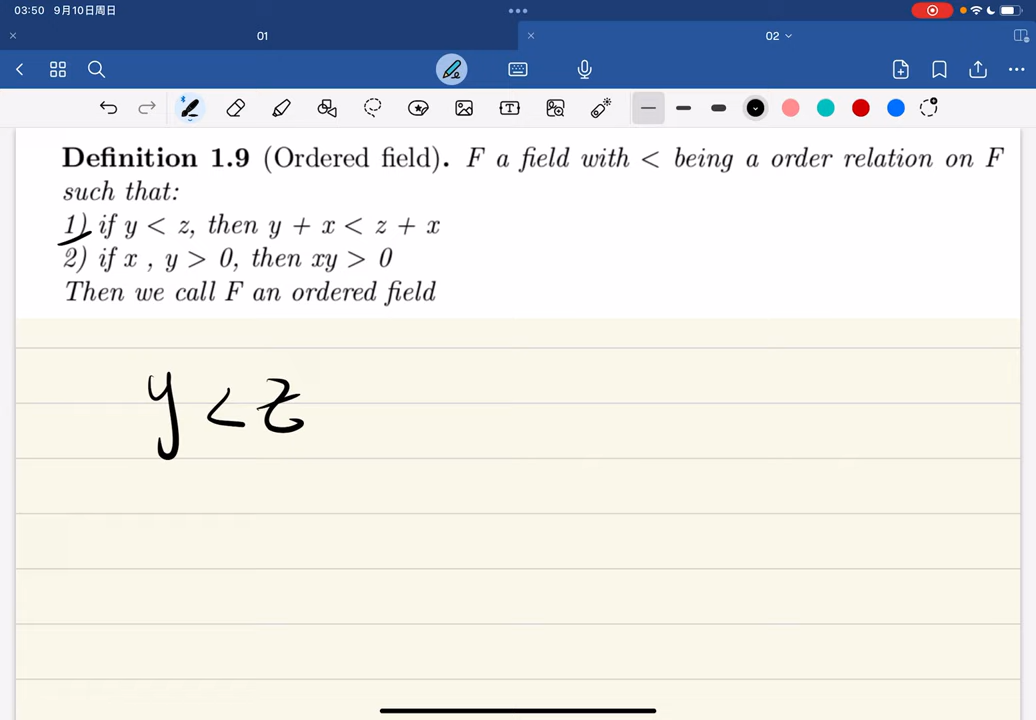 03:50 9月10日周日
01
02
Definition 1.9 (Ordered field). F a field with < being a order relation on F
such that:
1) if y < z, then y + x < z + x
2) if x , y > 0, then xy > 0
Then we call F an ordered field
y < z